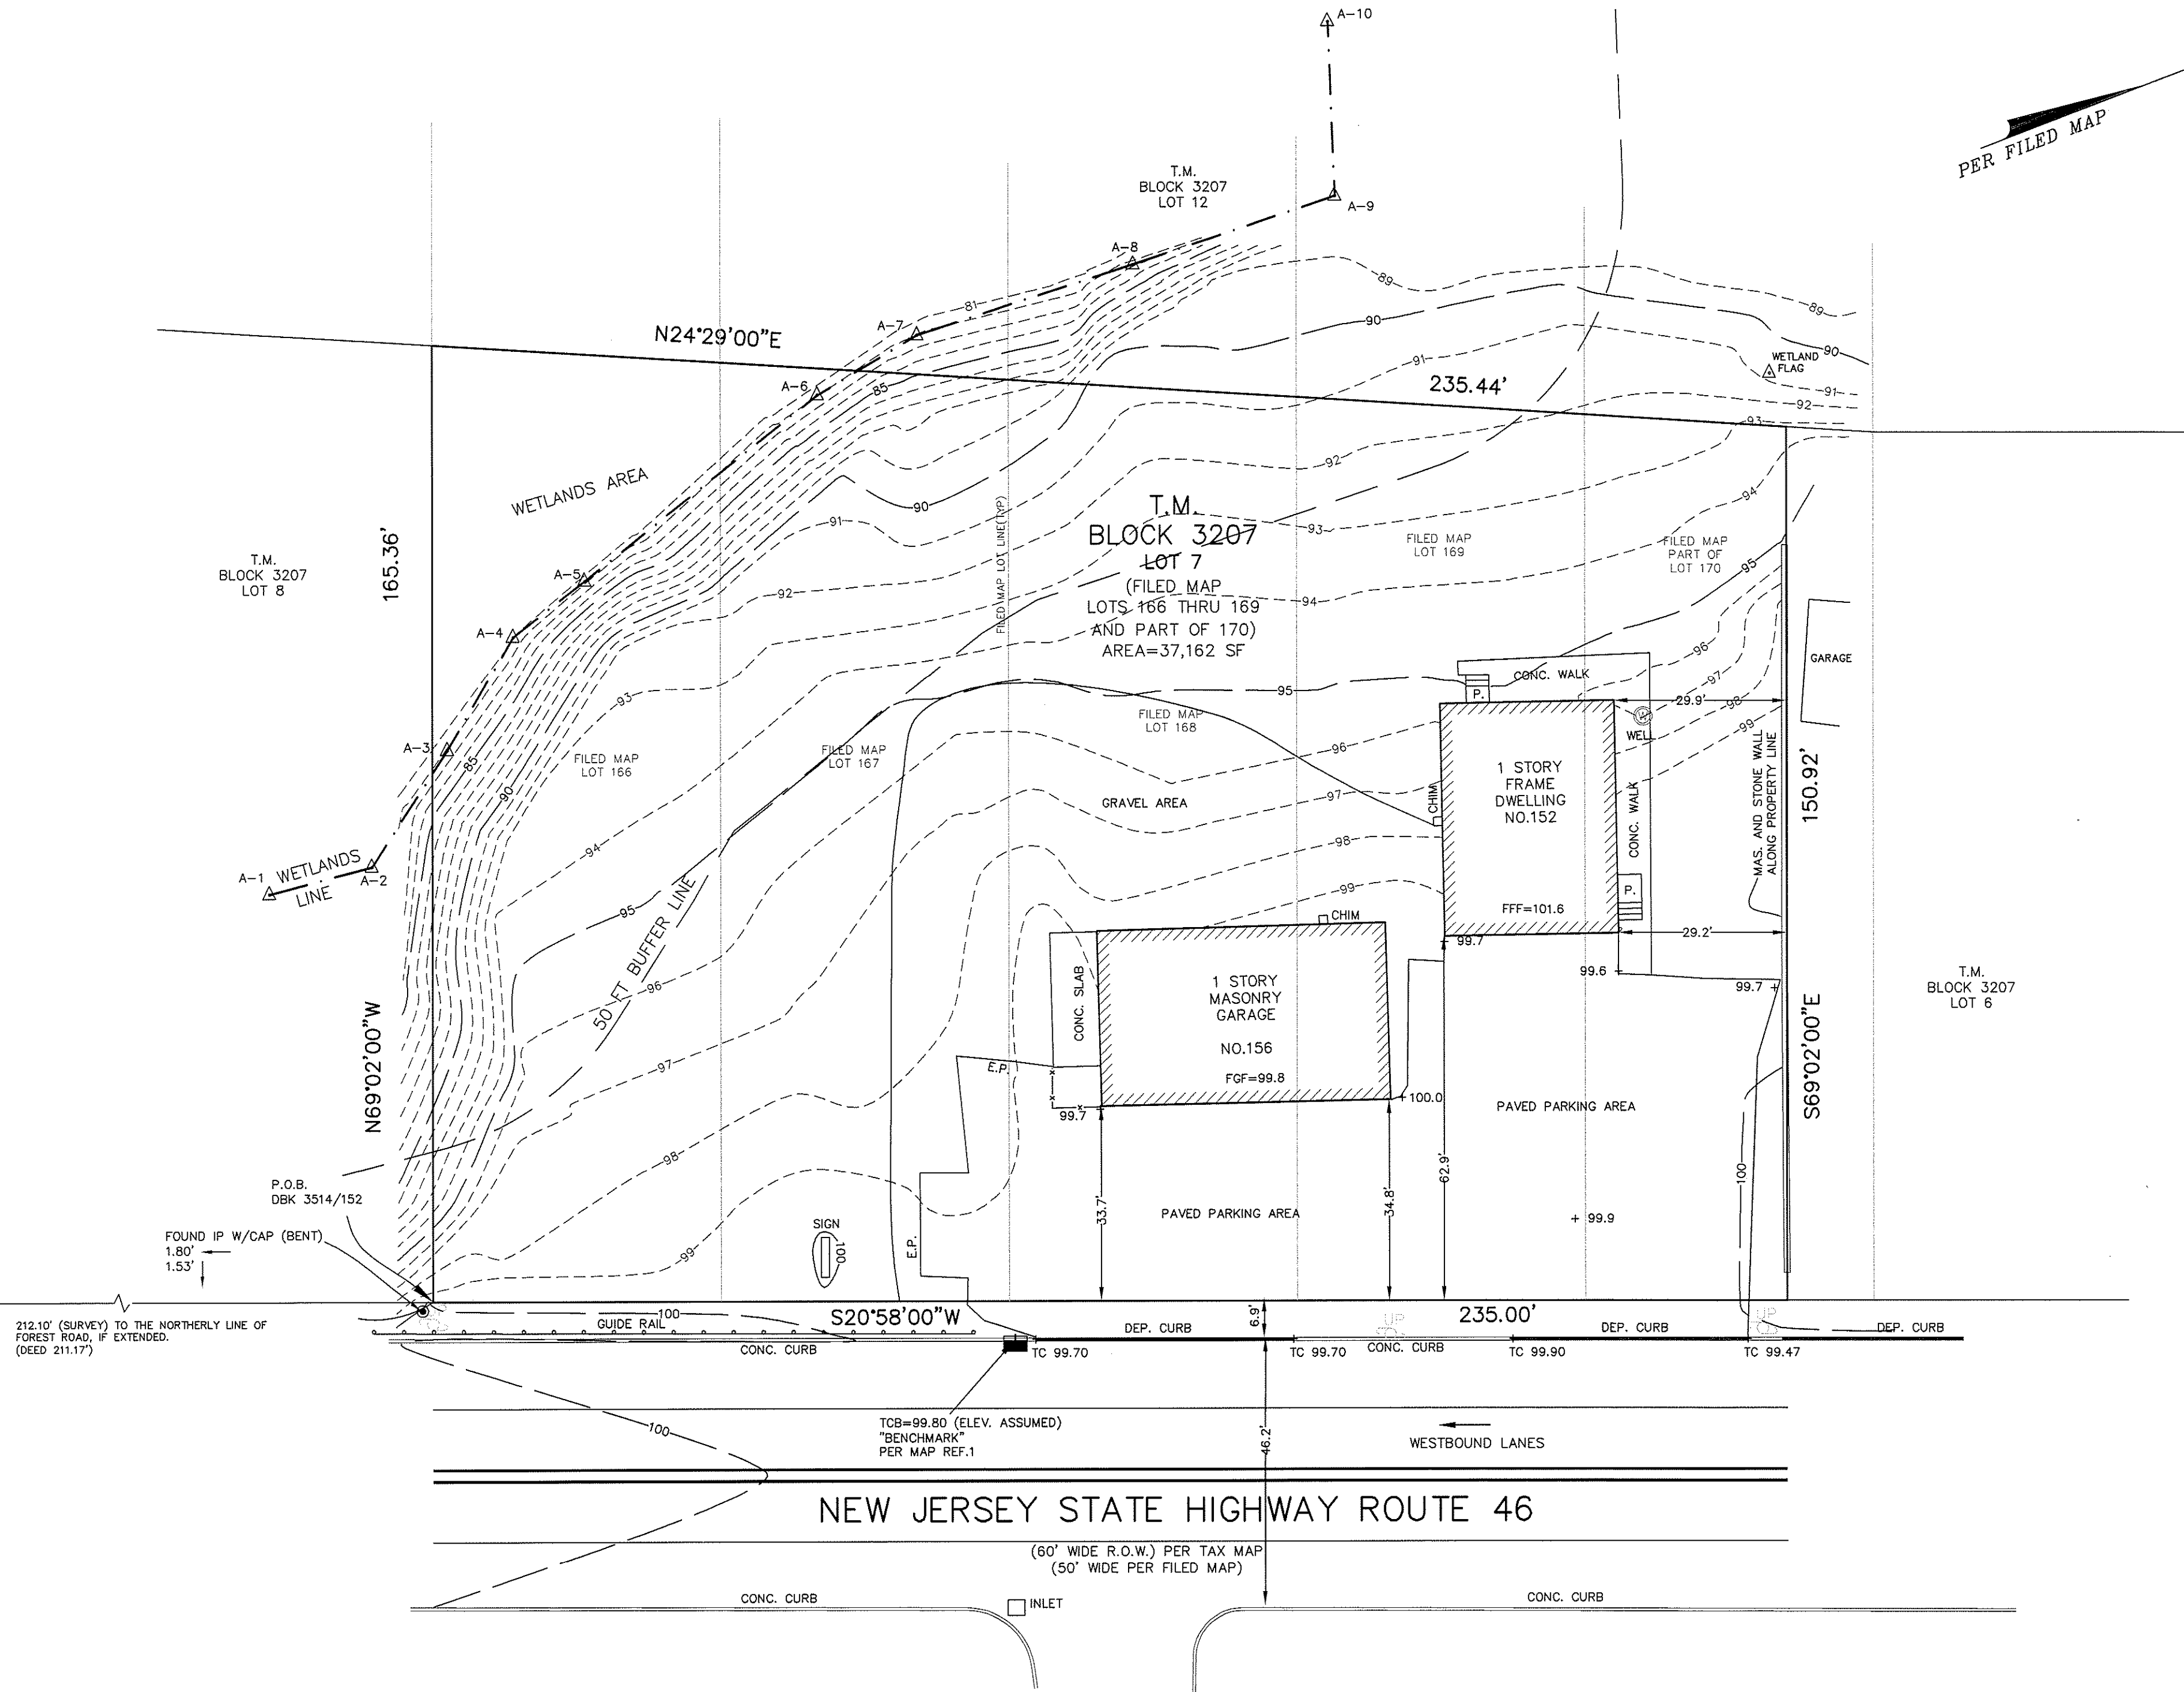 A-10
PER FILED MAP
T.M.
BLOCK 3207
LOT 12
A-9
A-8
89
89
81
A-7
90
N24°29'00"E
90
WETLAND
FLAG
91
A-6
85
235.44'
91
92
93
92
WETLANDS AREA
94
90
T.M.
BLOCK 3207
LOT 7
(FILED MAP
LOTS 166 THRU 169
AND PART OF 170)
AREA=37,162 SF
91
93
FILED MAP LOT LINE(TYP)
FILED MAP
LOT 169
FILED MAP
PART OF
LOT 170
165.36'
T.M.
BLOCK 3207
LOT 8
95
A-5
92
94
A-4
96
GARAGE
CONC. WALK
97
P.
95
93
29.9'
98
99
FILED MAP
LOT 168
WELL
A-3
FILED MAP
LOT 166
FILED MAP
LOT 167
96
85
90
1 STORY
FRAME
DWELLING
NO.152
FFF=101.6
CHIM
CONC. WALK
MAS. AND STONE WALL
ALONG PROPERTY LINE
150.92'
97
GRAVEL AREA
98
94
A-1
WETLANDS
LINE
A-2
99
P.
95
CHIM
50 FT BUFFER LINE
29.2'
99.7
99.6
99.7
96
CONC. SLAB
1 STORY
MASONRY
GARAGE
NO.156
FGF=99.8
T.M.
BLOCK 3207
LOT 6
N69°02'00"W
S69°02'00"E
97
E.P.
99.7
100.0
PAVED PARKING AREA
98
P.O.B.
DBK 3514/152
100
62.9'
33.7'
34.8'
PAVED PARKING AREA
99.9
FOUND IP W/CAP (BENT)
1.80'
1.53'
SIGN
100
E.P.
99
100
S20°58'00"W
235.00'
6.9'
UP
UP
212.10' (SURVEY) TO THE NORTHERLY LINE OF
FOREST ROAD, IF EXTENDED.
(DEED 211.17')
GUIDE RAIL
DEP. CURB
DEP. CURB
DEP. CURB
CONC. CURB
TC 99.70
TC 99.70
CONC. CURB
TC 99.90
TC 99.47
TCB=99.80 (ELEV. ASSUMED)
"BENCHMARK"
PER MAP REF.1
100
46.2'
WESTBOUND LANES
NEW JERSEY STATE HIGHWAY ROUTE 46
(60' WIDE R.O.W.) PER TAX MAP
(50' WIDE PER FILED MAP)
CONC. CURB
INLET
CONC. CURB